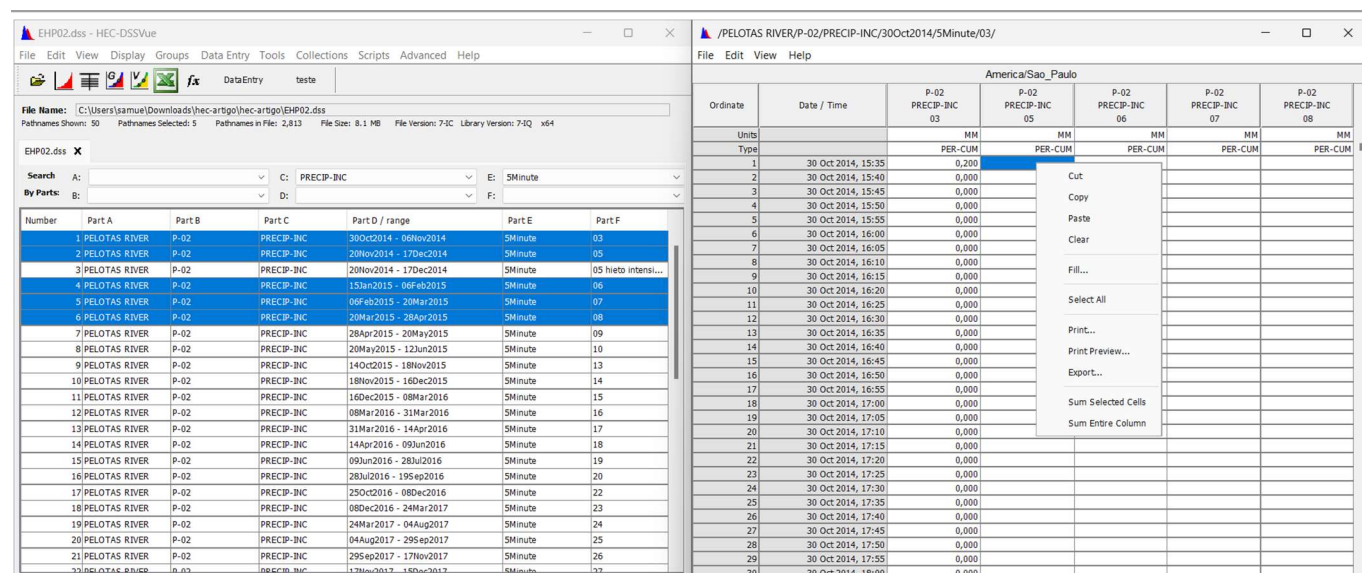 EHP02.dss - HEC-DSSVue
File Edit View Display Groups Data Entry Tools Collections Scripts Advanced Help
G V fx DataEntry teste
File Name: C:\Users\samue\Downloads\hec-artigo\hec-artigo\EHP02.dss
Pathnames Shown: 50 Pathnames Selected: 5 Pathnames in File: 2,813 File Size: 8.1 MB File Version: 7-IC Library Version: 7-IQ x64
EHP02.dss X
Search A: C: PRECIP-INC E: 5Minute
By Parts: B: D: F:
Number Part A Part B Part C Part D / range Part E Part F
1 PELOTAS RIVER P-02 PRECIP-INC 30Oct2014 - 06Nov2014 5Minute 03
2 PELOTAS RIVER P-02 PRECIP-INC 20Nov2014 - 17Dec2014 5Minute 05
3 PELOTAS RIVER P-02 PRECIP-INC 20Nov2014 - 17Dec2014 5Minute 05 hieto intensi...
4 PELOTAS RIVER P-02 PRECIP-INC 15Jan2015 - 06Feb2015 5Minute 06
5 PELOTAS RIVER P-02 PRECIP-INC 06Feb2015 - 20Mar2015 5Minute 07
6 PELOTAS RIVER P-02 PRECIP-INC 20Mar2015 - 28Apr2015 5Minute 08
7 PELOTAS RIVER P-02 PRECIP-INC 28Apr2015 - 20May2015 5Minute 09
8 PELOTAS RIVER P-02 PRECIP-INC 20May2015 - 12Jun2015 5Minute 10
9 PELOTAS RIVER P-02 PRECIP-INC 14Oct2015 - 18Nov2015 5Minute 13
10 PELOTAS RIVER P-02 PRECIP-INC 18Nov2015 - 16Dec2015 5Minute 14
11 PELOTAS RIVER P-02 PRECIP-INC 16Dec2015 - 08Mar2016 5Minute 15
12 PELOTAS RIVER P-02 PRECIP-INC 08Mar2016 - 31Mar2016 5Minute 16
13 PELOTAS RIVER P-02 PRECIP-INC 31Mar2016 - 14Apr2016 5Minute 17
14 PELOTAS RIVER P-02 PRECIP-INC 14Apr2016 - 09Jun2016 5Minute 18
15 PELOTAS RIVER P-02 PRECIP-INC 09Jun2016 - 28Jul2016 5Minute 19
16 PELOTAS RIVER P-02 PRECIP-INC 28Jul2016 - 19Sep2016 5Minute 20
17 PELOTAS RIVER P-02 PRECIP-INC 25Oct2016 - 08Dec2016 5Minute 22
18 PELOTAS RIVER P-02 PRECIP-INC 08Dec2016 - 24Mar2017 5Minute 23
19 PELOTAS RIVER P-02 PRECIP-INC 24Mar2017 - 04Aug2017 5Minute 24
20 PELOTAS RIVER P-02 PRECIP-INC 04Aug2017 - 29Sep2017 5Minute 25
21 PELOTAS RIVER P-02 PRECIP-INC 29Sep2017 - 17Nov2017 5Minute 26
22 PELOTAS RIVER P-02 PRECIP-INC 17Nov2017 - 15Dec2017 5Minute 27
/PELOTAS RIVER/P-02/PRECIP-INC/30Oct2014/5Minute/03/
File Edit View Help
America/Sao_Paulo
P-02 P-02 P-02 P-02 P-02
Ordinate Date / Time PRECIP-INC PRECIP-INC PRECIP-INC PRECIP-INC PRECIP-INC
03 05 06 07 08
Units MM MM MM MM MM
Type PER-CUM PER-CUM PER-CUM PER-CUM PER-CUM
1 30 Oct 2014, 15:35 0,200
2 30 Oct 2014, 15:40 0,000
3 30 Oct 2014, 15:45 0,000
4 30 Oct 2014, 15:50 0,000
5 30 Oct 2014, 15:55 0,000
6 30 Oct 2014, 16:00 0,000
7 30 Oct 2014, 16:05 0,000
8 30 Oct 2014, 16:10 0,000
9 30 Oct 2014, 16:15 0,000
10 30 Oct 2014, 16:20 0,000
11 30 Oct 2014, 16:25 0,000
12 30 Oct 2014, 16:30 0,000
13 30 Oct 2014, 16:35 0,000
14 30 Oct 2014, 16:40 0,000
15 30 Oct 2014, 16:45 0,000
16 30 Oct 2014, 16:50 0,000
17 30 Oct 2014, 16:55 0,000
18 30 Oct 2014, 17:00 0,000
19 30 Oct 2014, 17:05 0,000
20 30 Oct 2014, 17:10 0,000
21 30 Oct 2014, 17:15 0,000
22 30 Oct 2014, 17:20 0,000
23 30 Oct 2014, 17:25 0,000
24 30 Oct 2014, 17:30 0,000
25 30 Oct 2014, 17:35 0,000
26 30 Oct 2014, 17:40 0,000
27 30 Oct 2014, 17:45 0,000
28 30 Oct 2014, 17:50 0,000
29 30 Oct 2014, 17:55 0,000
30 30 Oct 2014, 18:00 0,000
Cut
Copy
Paste
Clear
Fill...
Select All
Print...
Print Preview...
Export...
Sum Selected Cells
Sum Entire Column